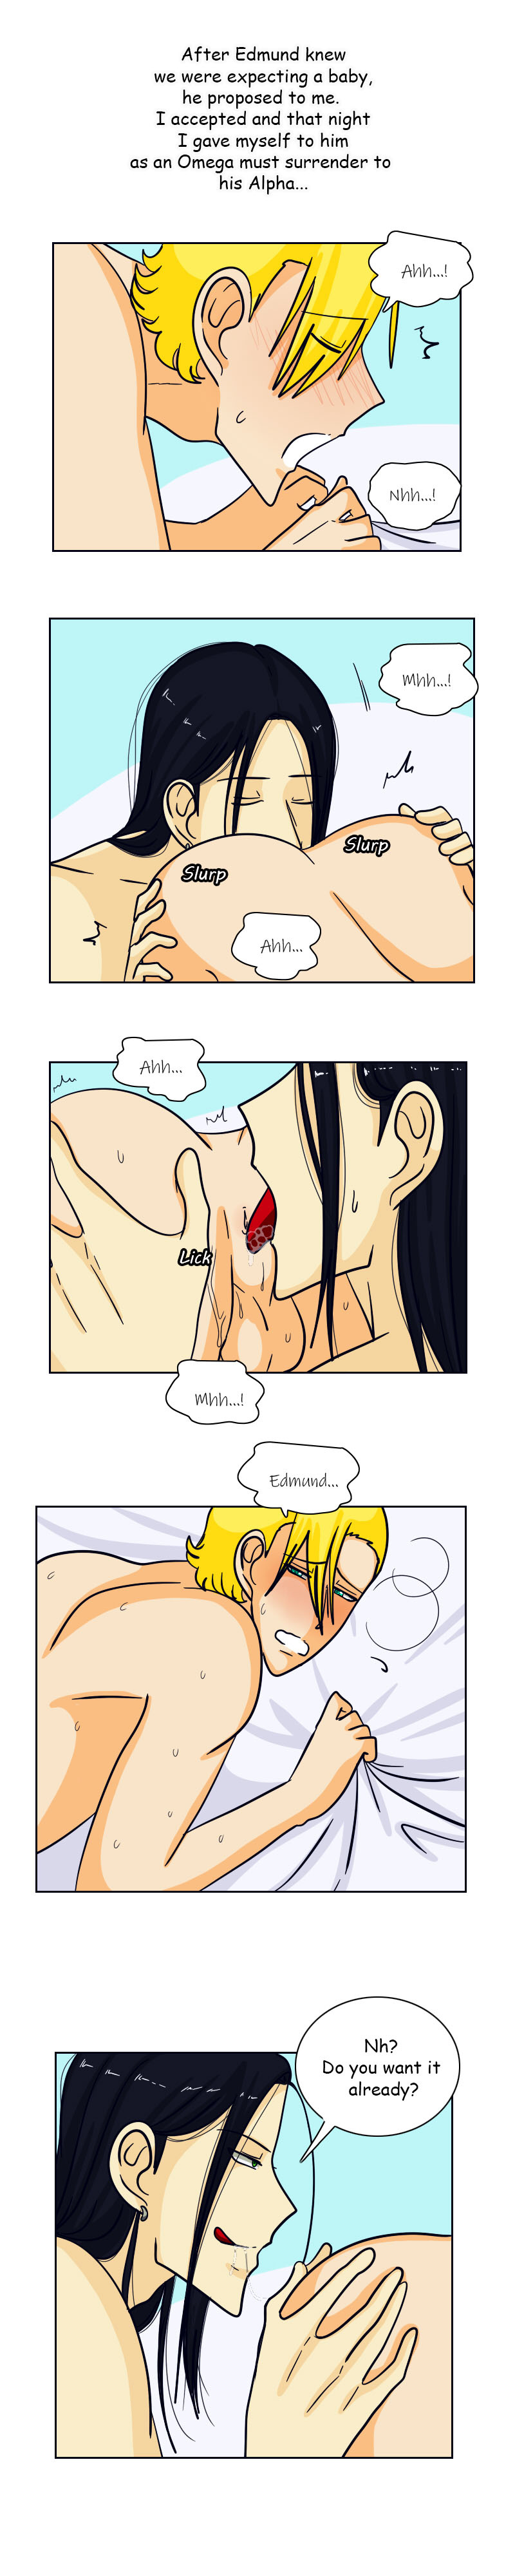 After Edmund knew
we were expecting a baby,
he proposed to me.
I accepted and that night
I gave myself to him
as an Omega must surrender to
his Alpha...
Ahh...!
Nhh...!
Mhh...!
Slurp
Slurp
Ahh...
Ahh...
Lick
Mhh...!
Edmund...
Nh?
Do you want it
already?